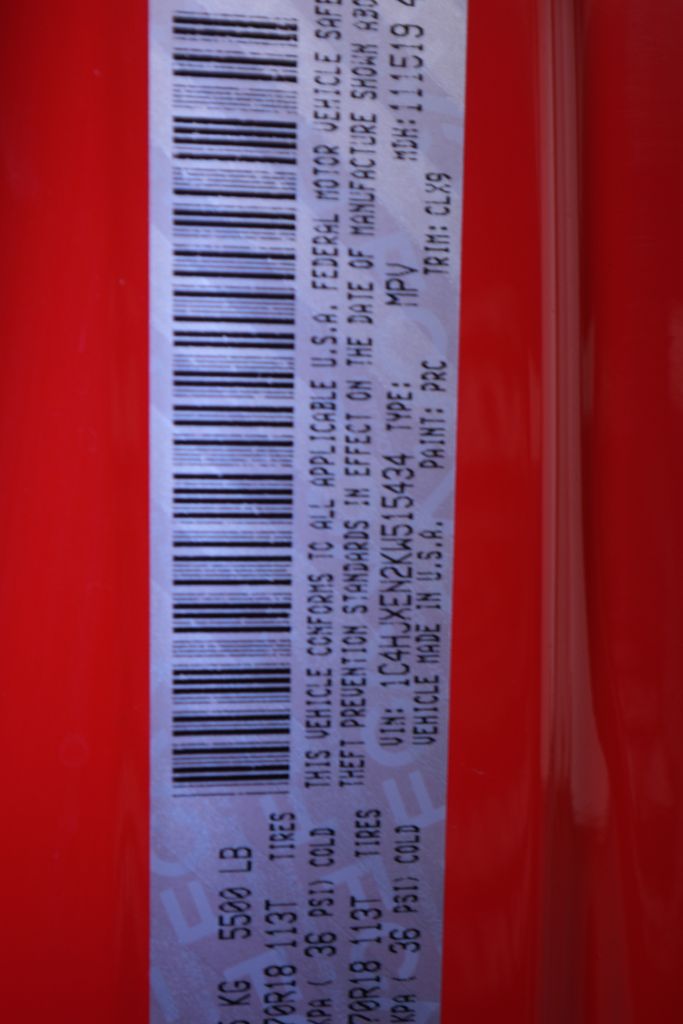 KG 5500 LB
70R18 113T TIRES
KPA ( 36 PSI) COLD
70R18 113T TIRES
KPA ( 36 PSI) COLD
THIS VEHICLE CONFORMS TO ALL APPLICABLE U.S.A. FEDERAL MOTOR VEHICLE SAFE
THEFT PREVENTION STANDARDS IN EFFECT ON THE DATE OF MANUFACTURE SHOWN ABO
VIN: 1C4HJXEN2KW515434 TYPE: MPV MDH: 111519 4
VEHICLE MADE IN U.S.A. PAINT: PRC TRIM: CLX9